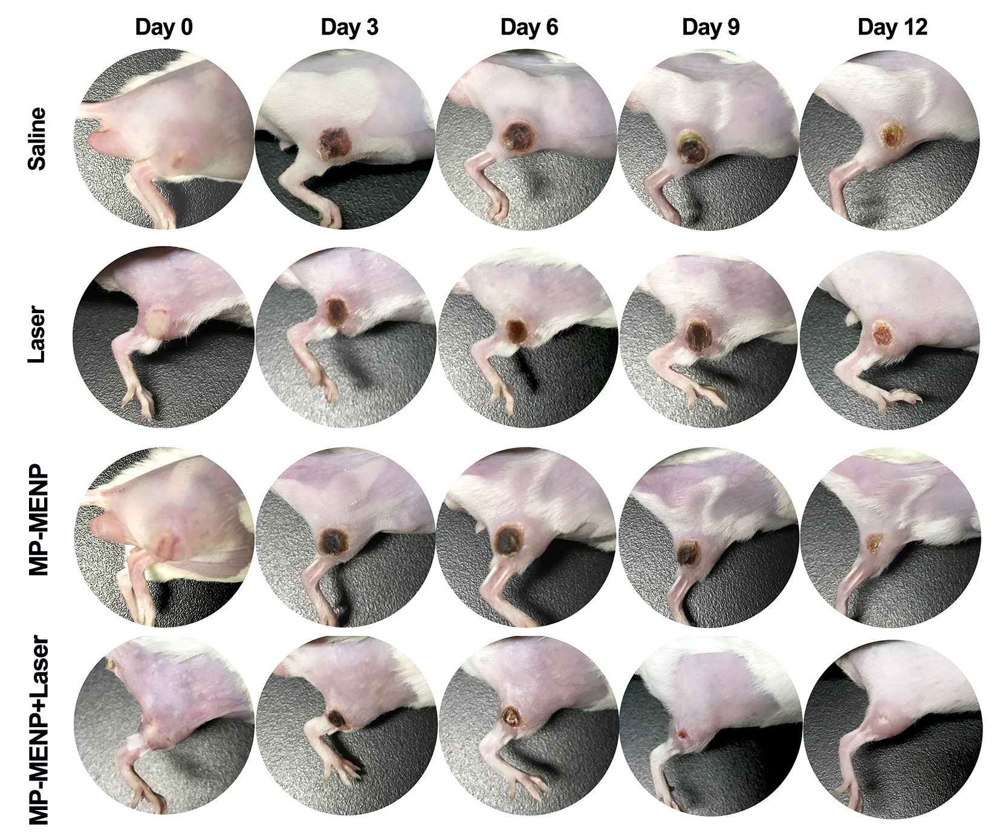 Day 0 Day 3 Day 6 Day 9 Day 12
Saline
Laser
MP-MENP
MP-MENP+Laser